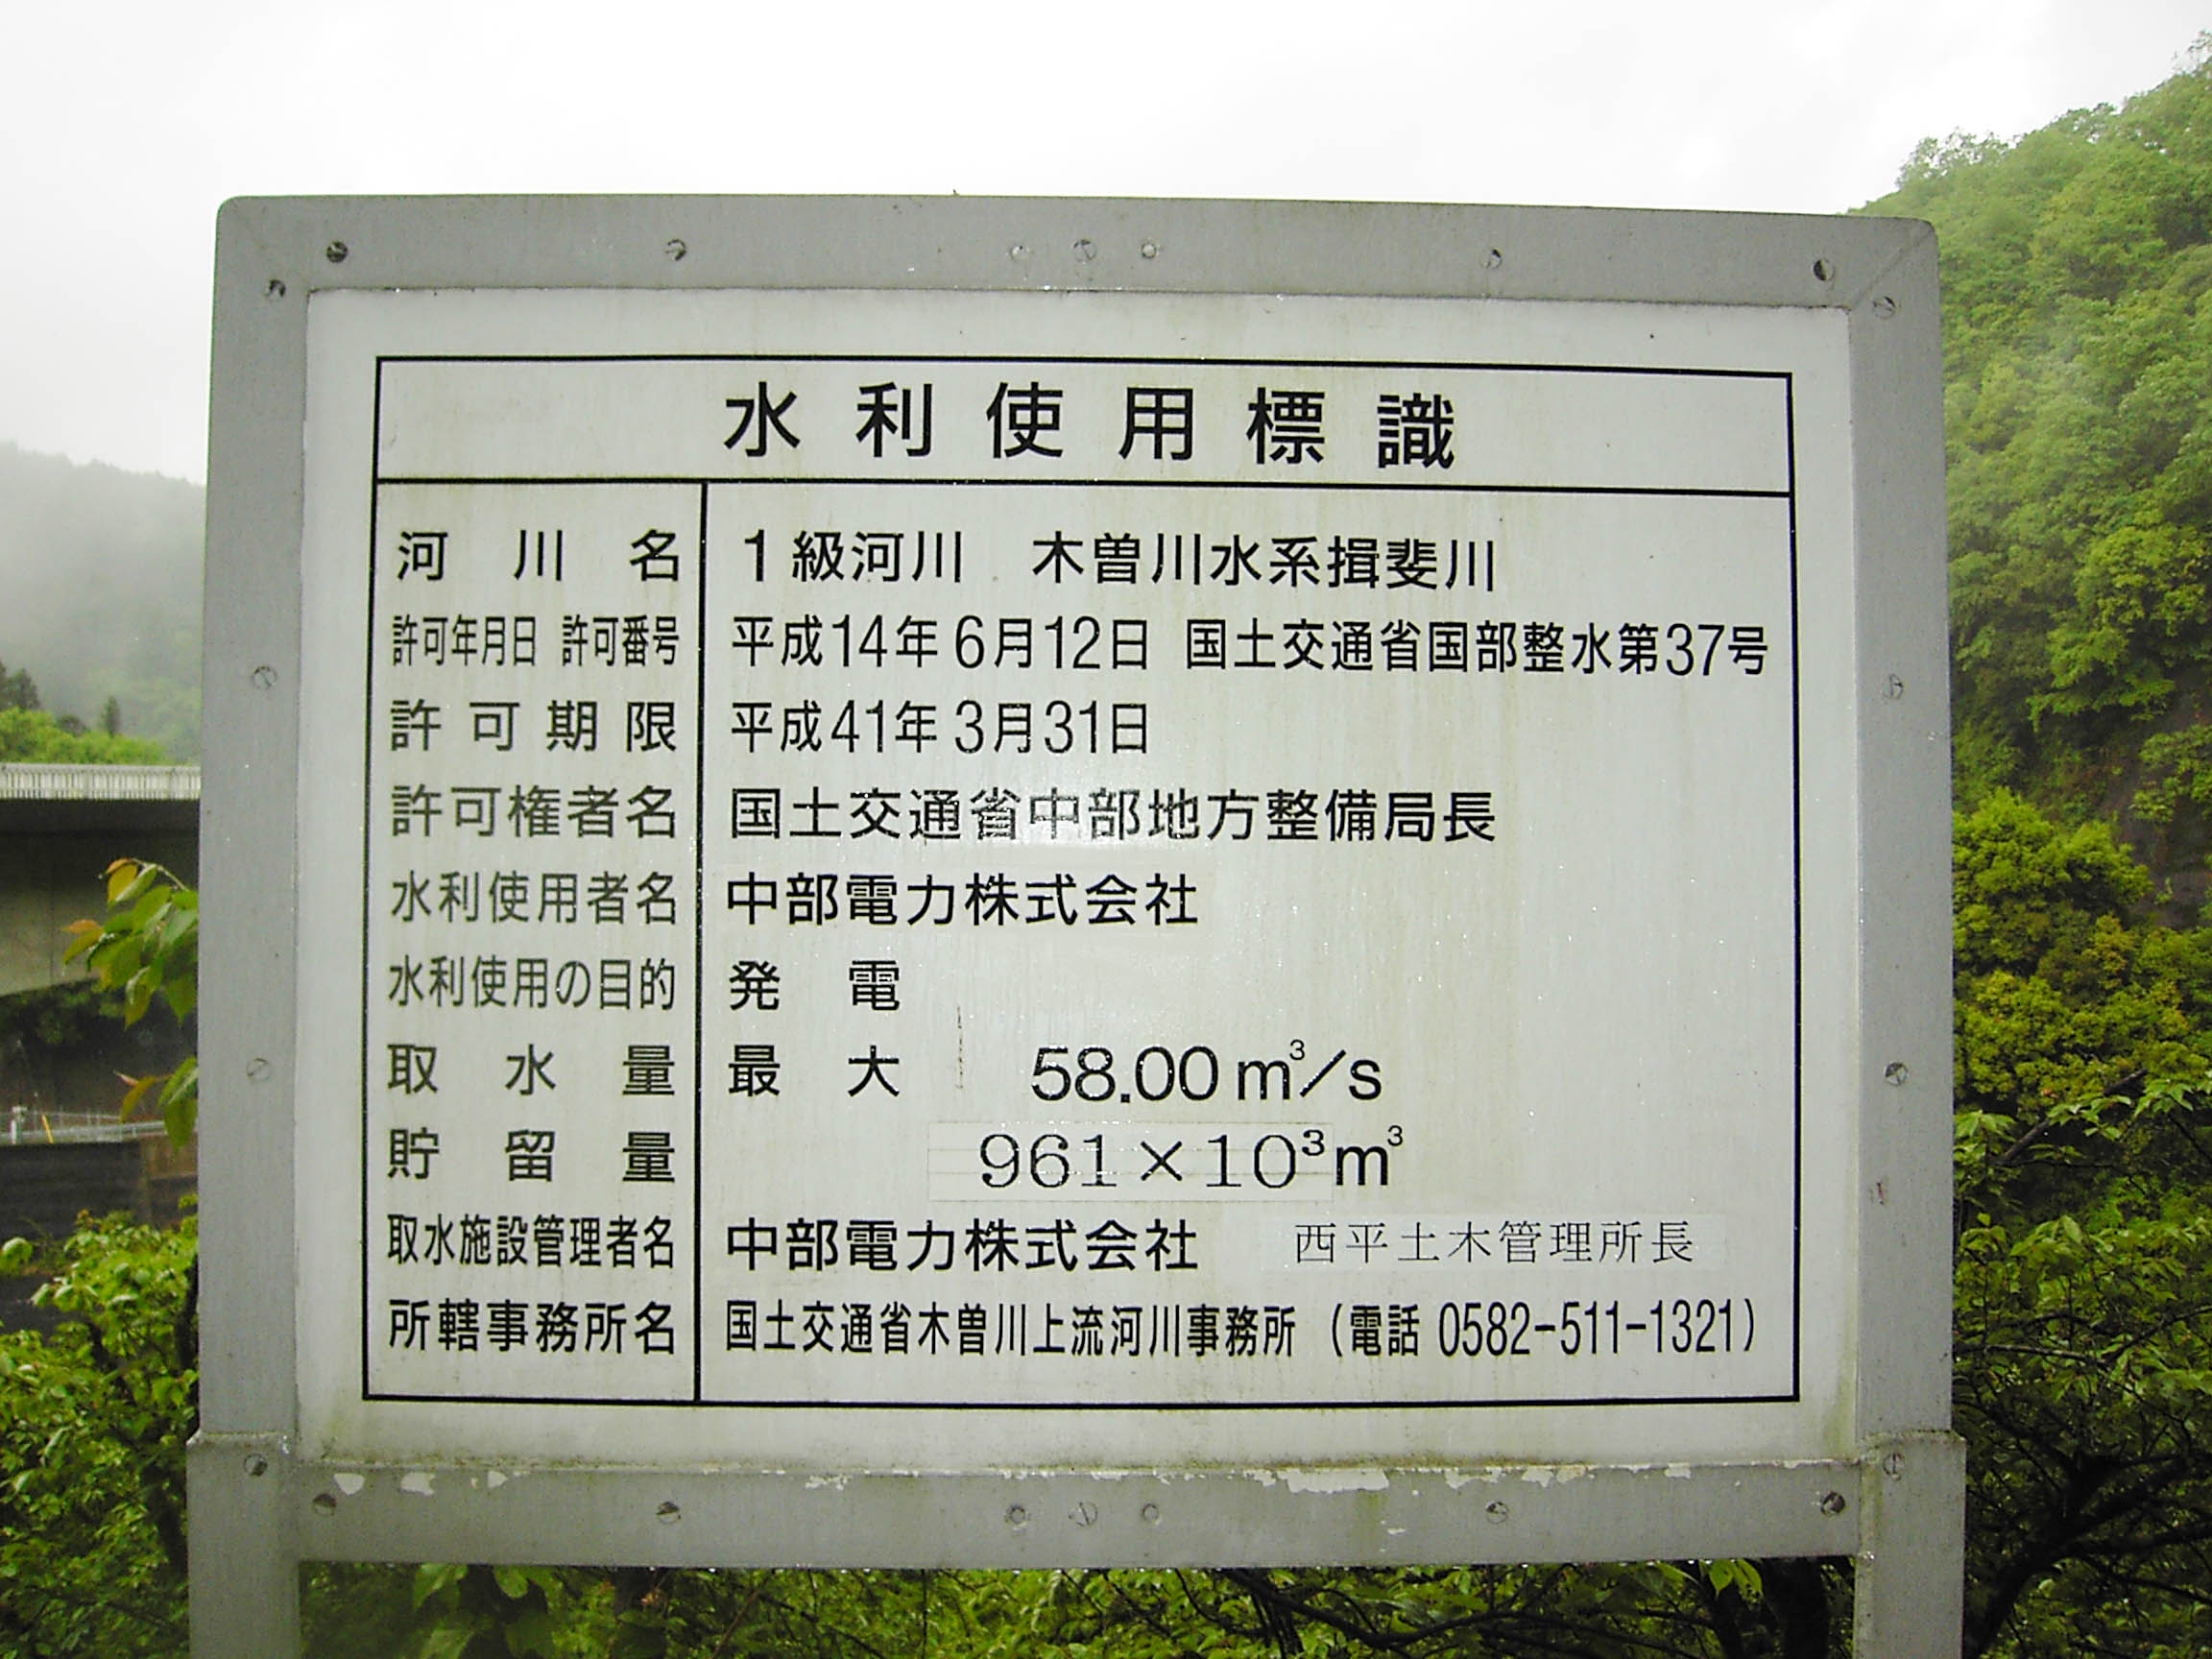 水利使用標識
河川名 1級河川 木曽川水系揖斐川
許可年月日 許可番号 平成14年6月12日 国土交通省国部整水第37号
許可期限 平成41年3月31日
許可権者名 国土交通省中部地方整備局長
水利使用者名 中部電力株式会社
水利使用の目的 発電
取水量 最大 58.00m³/s
貯留量 961×10³m³
取水施設管理者名 中部電力株式会社 西平土木管理所長
所轄事務所名 国土交通省木曽川上流河川事務所（電話 0582-511-1321）